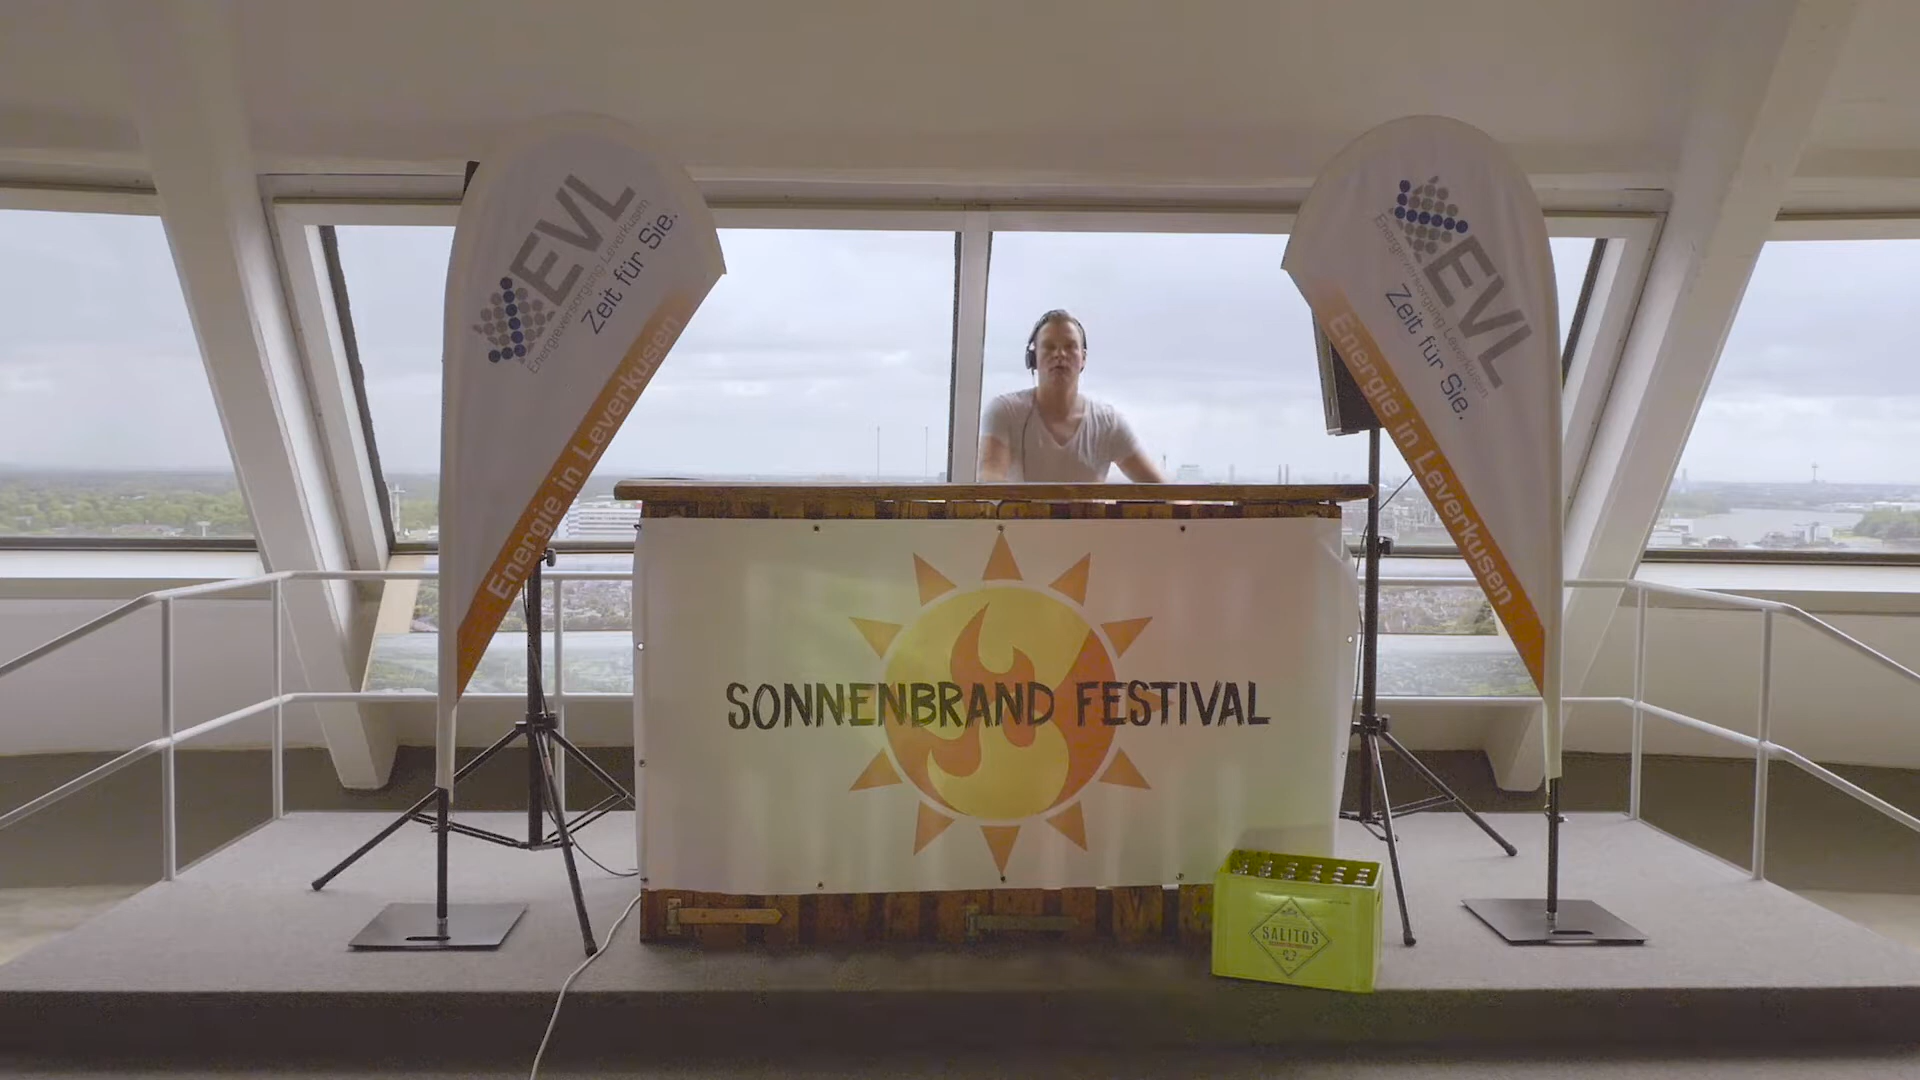 EVL
Energieversorgung Leverkusen
Zeit für Sie.
Energie in Leverkusen
EVL
Energieversorgung Leverkusen
Zeit für Sie.
Energie in Leverkusen
SONNENBRAND FESTIVAL
SALITOS